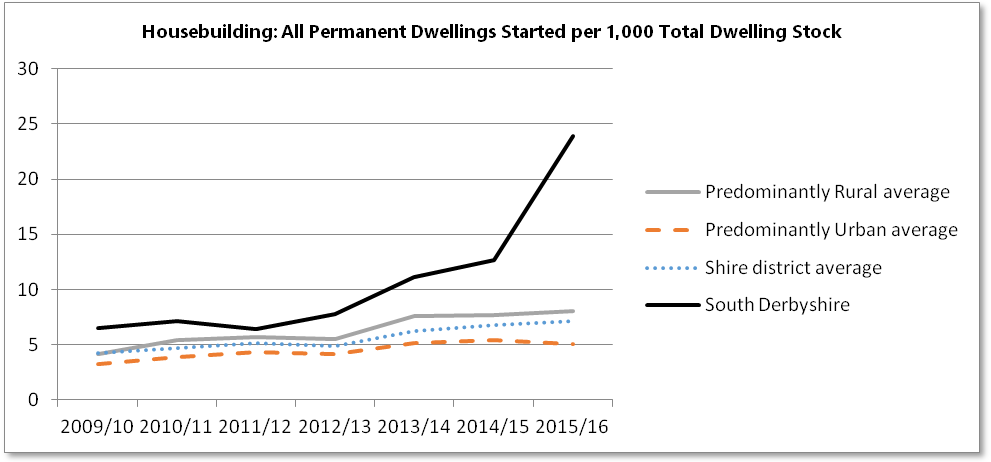 Housebuilding: All Permanent Dwellings Started per 1,000 Total Dwelling Stock
30
25
20
15
10
5
0
2009/10 2010/11 2011/12 2012/13 2013/14 2014/15 2015/16
Predominantly Rural average
Predominantly Urban average
Shire district average
South Derbyshire